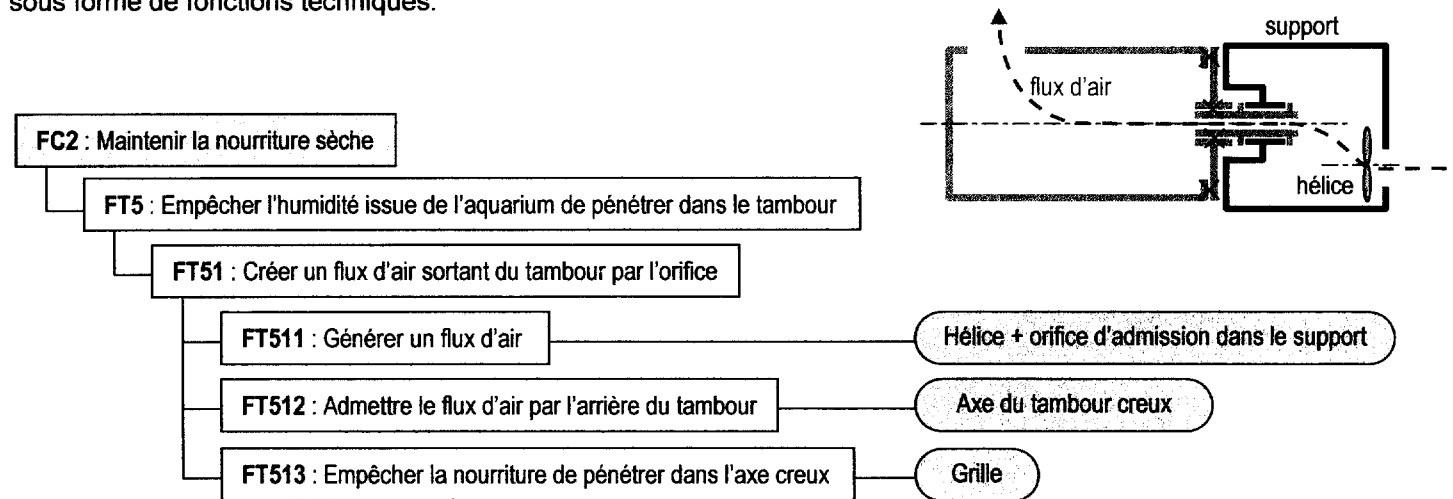 sous forme de fonctions techniques.
support
flux d'air
hélice
FC2 : Maintenir la nourriture sèche
FT5 : Empêcher l'humidité issue de l'aquarium de pénétrer dans le tambour
FT51 : Créer un flux d'air sortant du tambour par l'orifice
FT511 : Générer un flux d'air
Hélice + orifice d'admission dans le support
FT512 : Admettre le flux d'air par l'arrière du tambour
Axe du tambour creux
FT513 : Empêcher la nourriture de pénétrer dans l'axe creux
Grille